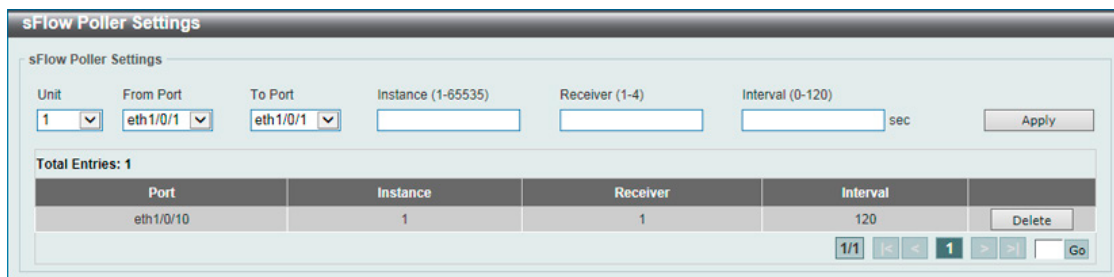 sFlow Poller Settings
sFlow Poller Settings
Unit From Port To Port Instance (1-65535) Receiver (1-4) Interval (0-120)
1 eth1/0/1 eth1/0/1 sec Apply
Total Entries: 1
Port Instance Receiver Interval
eth1/0/10 1 1 120 Delete
1/1 |< < 1 > >| Go